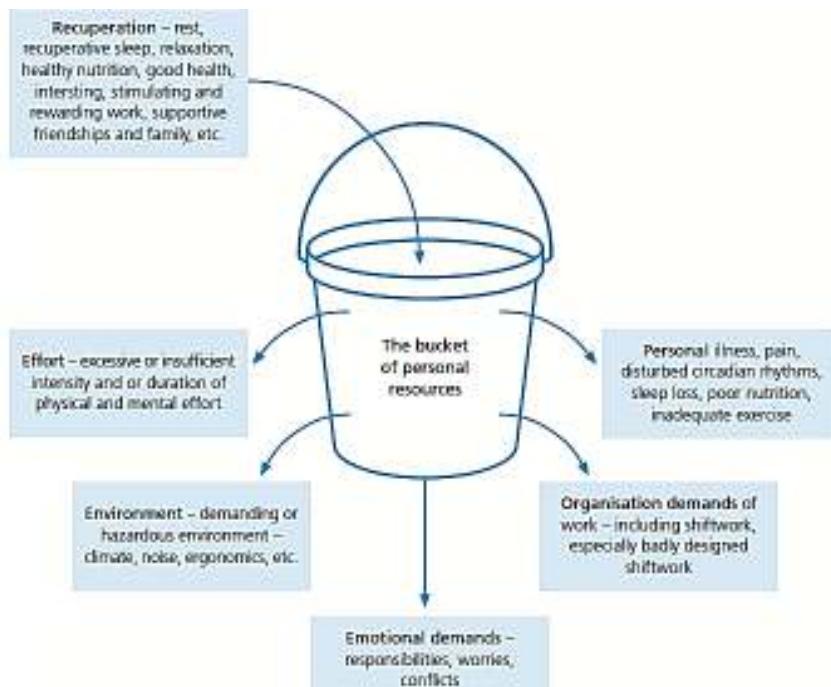 Recuperation – rest,
recuperative sleep, relaxation,
healthy nutrition, good health,
intersting, stimulating and
rewarding work, supportive
friendships and family, etc.
The bucket
of personal
resources
Effort – excessive or insufficient
intensity and or duration of
physical and mental effort
Personal illness, pain,
disturbed circadian rhythms,
sleep loss, poor nutrition,
inadequate exercise
Environment – demanding or
hazardous environment –
climate, noise, ergonomics, etc.
Organisation demands of
work – including shiftwork,
especially badly designed
shiftwork
Emotional demands –
responsibilities, worries,
conflicts